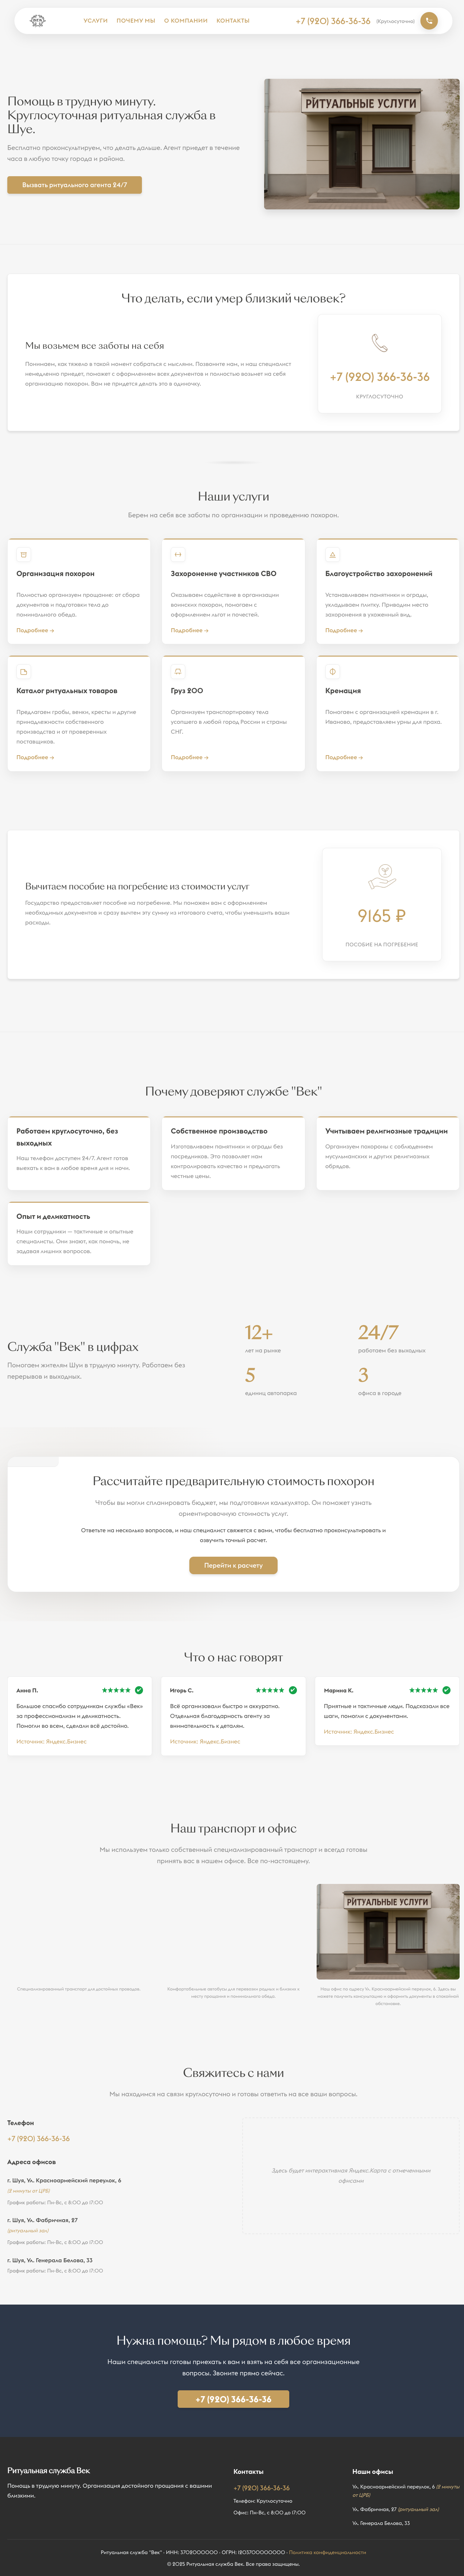 УСЛУГИ ПОЧЕМУ МЫ О КОМПАНИИ КОНТАКТЫ +7 (920) 366-36-36 (Круглосуточно)
Помощь в трудную минуту.
Круглосуточная ритуальная служба в
Шуе.
Бесплатно проконсультируем, что делать дальше. Агент приедет в течение
часа в любую точку города и района.
Вызвать ритуального агента 24/7
РИТУАЛЬНЫЕ УСЛУГИ
Что делать, если умер близкий человек?
Мы возьмем все заботы на себя
Понимаем, как тяжело в такой момент собраться с мыслями. Позвоните нам, и наш специалист
немедленно приедет, поможет с оформлением всех документов и полностью возьмет на себя
организацию похорон. Вам не придется делать это в одиночку.
+7 (920) 366-36-36
КРУГЛОСУТОЧНО
Наши услуги
Берем на себя все заботы по организации и проведению похорон.
Организация похорон
Полностью организуем прощание: от сбора
документов и подготовки тела до
поминального обеда.
Подробнее →
Захоронение участников СВО
Оказываем содействие в организации
воинских похорон, помогаем с
оформлением льгот и почестей.
Подробнее →
Благоустройство захоронений
Устанавливаем памятники и ограды,
укладываем плитку. Приводим места
захоронения в ухоженный вид.
Подробнее →
Каталог ритуальных товаров
Предлагаем гробы, венки, кресты и другие
принадлежности собственного
производства и от проверенных
поставщиков.
Подробнее →
Груз 200
Организуем транспортировку тела
усопшего в любой город России и страны
СНГ.
Подробнее →
Кремация
Помогаем с организацией кремации в г.
Иваново, предоставляем урны для праха.
Подробнее →
Вычитаем пособие на погребение из стоимости услуг
Государство предоставляет пособие на погребение. Мы поможем вам с оформлением
необходимых документов и сразу вычтем эту сумму из итогового счета, чтобы уменьшить ваши
расходы.
9165 ₽
ПОСОБИЕ НА ПОГРЕБЕНИЕ
Почему доверяют службе "Век"
Работаем круглосуточно, без
выходных
Наш телефон доступен 24/7. Агент готов
выехать к вам в любое время дня и ночи.
Собственное производство
Изготавливаем памятники и ограды без
посредников. Это позволяет нам
контролировать качество и предлагать
честные цены.
Учитываем религиозные традиции
Организуем похороны с соблюдением
мусульманских и других религиозных
обрядов.
Опыт и деликатность
Наши сотрудники — тактичные и опытные
специалисты. Они знают, как помочь, не
задавая лишних вопросов.
Служба "Век" в цифрах
Помогаем жителям Шуи в трудную минуту. Работаем без
перерывов и выходных.
12+
лет на рынке
24/7
работаем без выходных
5
единиц автопарка
3
офиса в городе
Рассчитайте предварительную стоимость похорон
Чтобы вы могли спланировать бюджет, мы подготовили калькулятор. Он поможет узнать
ориентировочную стоимость услуг.
Ответьте на несколько вопросов, и наш специалист свяжется с вами, чтобы бесплатно проконсультировать и
озвучить точный расчет.
Перейти к расчету
Что о нас говорят
Анна П. ★★★★★
Большое спасибо сотрудникам службы «Век»
за профессионализм и деликатность.
Помогли во всем, сделали всё достойно.
Источник: Яндекс.Бизнес
Игорь С. ★★★★★
Всё организовали быстро и аккуратно.
Отдельная благодарность агенту за
внимательность к деталям.
Источник: Яндекс.Бизнес
Марина К. ★★★★★
Приятные и тактичные люди. Подсказали все
шаги, помогли с документами.
Источник: Яндекс.Бизнес
Наш транспорт и офис
Мы используем только собственный специализированный транспорт и всегда готовы
принять вас в нашем офисе. Все по-настоящему.
РИТУАЛЬНЫЕ УСЛУГИ
Специализированный транспорт для достойных проводов.
Комфортабельные автобусы для перевозки родных и близких к
месту прощания и поминального обеда.
Наш офис по адресу Ул. Красноармейский переулок, 6. Здесь вы
можете получить консультацию и оформить документы в спокойной
обстановке.
Свяжитесь с нами
Мы находимся на связи круглосуточно и готовы ответить на все ваши вопросы.
Телефон
+7 (920) 366-36-36
Адреса офисов
г. Шуя, Ул. Красноармейский переулок, 6
(2 минуты от ЦРБ)
График работы: Пн-Вс, с 8:00 до 17:00
г. Шуя, Ул. Фабричная, 27
(ритуальный зал)
График работы: Пн-Вс, с 8:00 до 17:00
г. Шуя, Ул. Генерала Белова, 33
График работы: Пн-Вс, с 8:00 до 17:00
Здесь будет интерактивная Яндекс.Карта с отмеченными
офисами
Нужна помощь? Мы рядом в любое время
Наши специалисты готовы приехать к вам и взять на себя все организационные
вопросы. Звоните прямо сейчас.
+7 (920) 366-36-36
Ритуальная служба Век
Помощь в трудную минуту. Организация достойного прощания с вашими
близкими.
Контакты
+7 (920) 366-36-36
Телефон: Круглосуточно
Офис: Пн-Вс, с 8:00 до 17:00
Наши офисы
Ул. Красноармейский переулок, 6 (2 минуты
от ЦРБ)
Ул. Фабричная, 27 (ритуальный зал)
Ул. Генерала Белова, 33
Ритуальная служба "Век" · ИНН: 3702000000 · ОГРН: 1203700000000 · Политика конфиденциальности
© 2025 Ритуальная служба Век. Все права защищены.